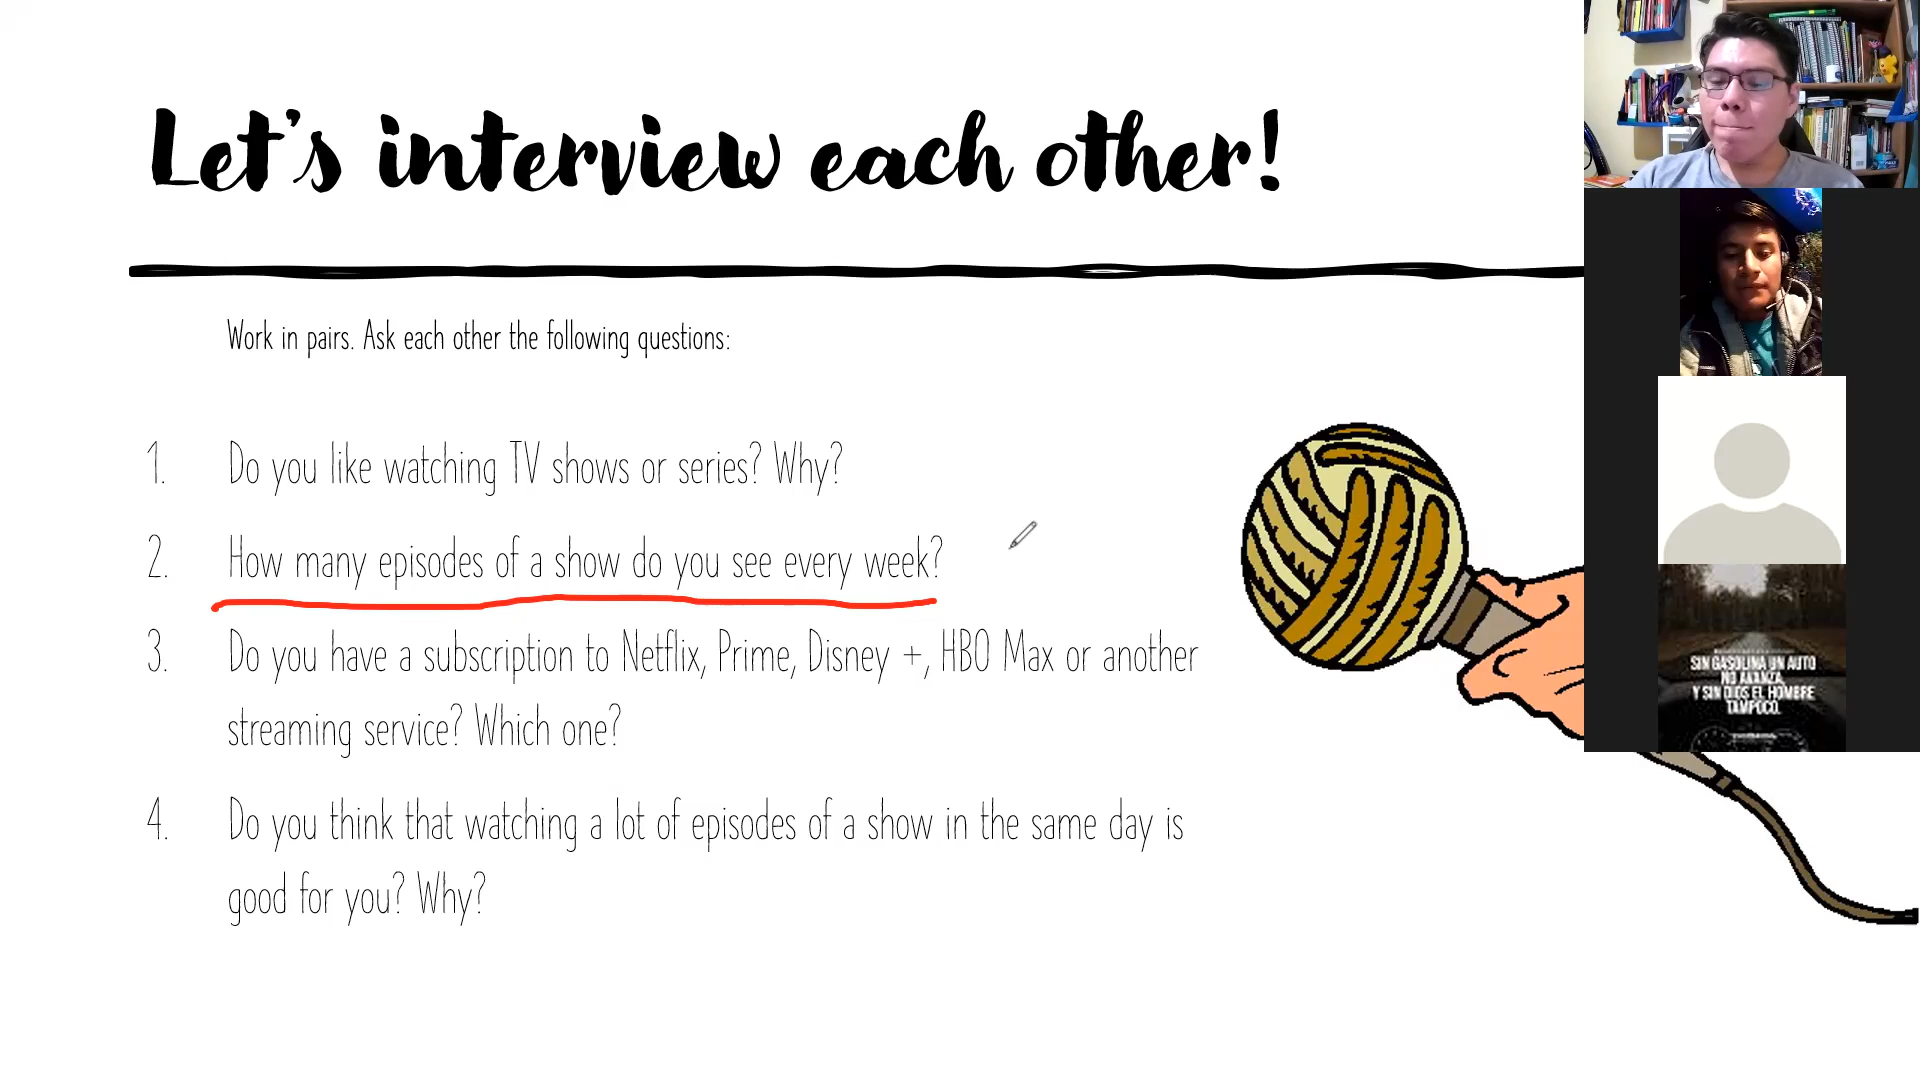 Let's interview each other!
Work in pairs. Ask each other the following questions:
1. Do you like watching TV shows or series? Why?
2. How many episodes of a show do you see every week?
3. Do you have a subscription to Netflix, Prime, Disney +, HBO Max or another
streaming service? Which one?
4. Do you think that watching a lot of episodes of a show in the same day is
good for you? Why?
SIN GASOLINA UN AUTO
NO AVANZA,
Y SIN DIOS EL HOMBRE
TAMPOCO.